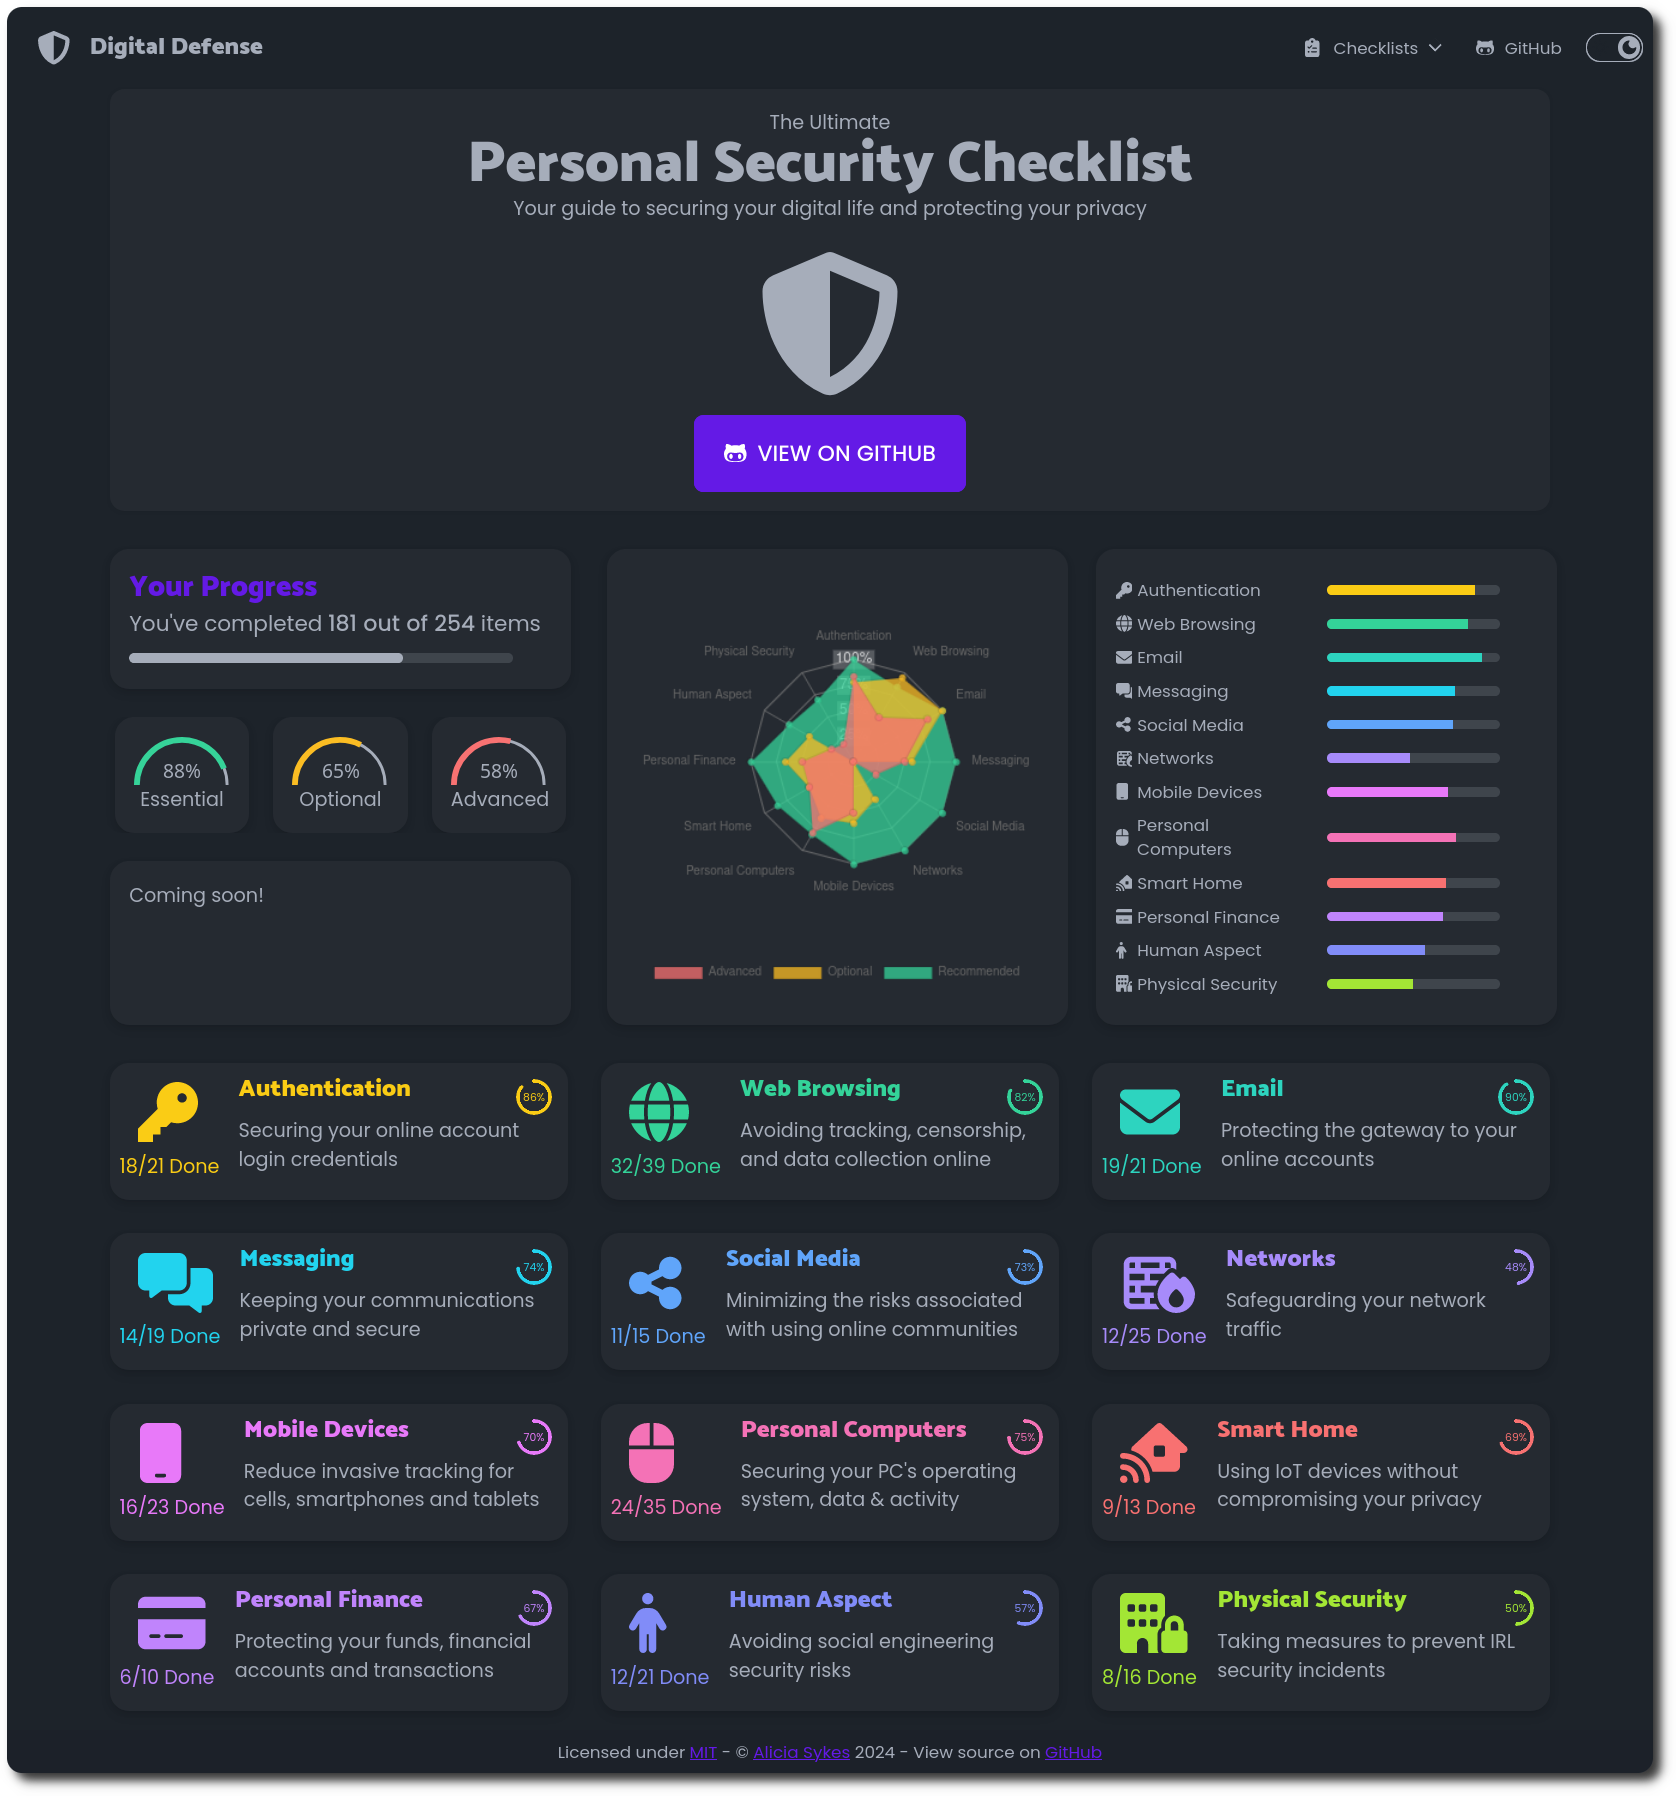 Digital Defense
Checklists
GitHub
The Ultimate
Personal Security Checklist
Your guide to securing your digital life and protecting your privacy
VIEW ON GITHUB
Your Progress
You've completed 181 out of 254 items
88%
Essential
65%
Optional
58%
Advanced
Coming soon!
Authentication
Web Browsing
Email
Messaging
Social Media
Networks
Mobile Devices
Personal Computers
Smart Home
Personal Finance
Human Aspect
Physical Security
100%
Advanced
Optional
Recommended
Authentication
Web Browsing
Email
Messaging
Social Media
Networks
Mobile Devices
Personal
Computers
Smart Home
Personal Finance
Human Aspect
Physical Security
Authentication
86%
Securing your online account
login credentials
18/21 Done
Web Browsing
82%
Avoiding tracking, censorship,
and data collection online
32/39 Done
Email
90%
Protecting the gateway to your
online accounts
19/21 Done
Messaging
74%
Keeping your communications
private and secure
14/19 Done
Social Media
73%
Minimizing the risks associated
with using online communities
11/15 Done
Networks
48%
Safeguarding your network
traffic
12/25 Done
Mobile Devices
70%
Reduce invasive tracking for
cells, smartphones and tablets
16/23 Done
Personal Computers
75%
Securing your PC's operating
system, data & activity
24/35 Done
Smart Home
69%
Using IoT devices without
compromising your privacy
9/13 Done
Personal Finance
67%
Protecting your funds, financial
accounts and transactions
6/10 Done
Human Aspect
57%
Avoiding social engineering
security risks
12/21 Done
Physical Security
50%
Taking measures to prevent IRL
security incidents
8/16 Done
Licensed under MIT - © Alicia Sykes 2024 - View source on GitHub